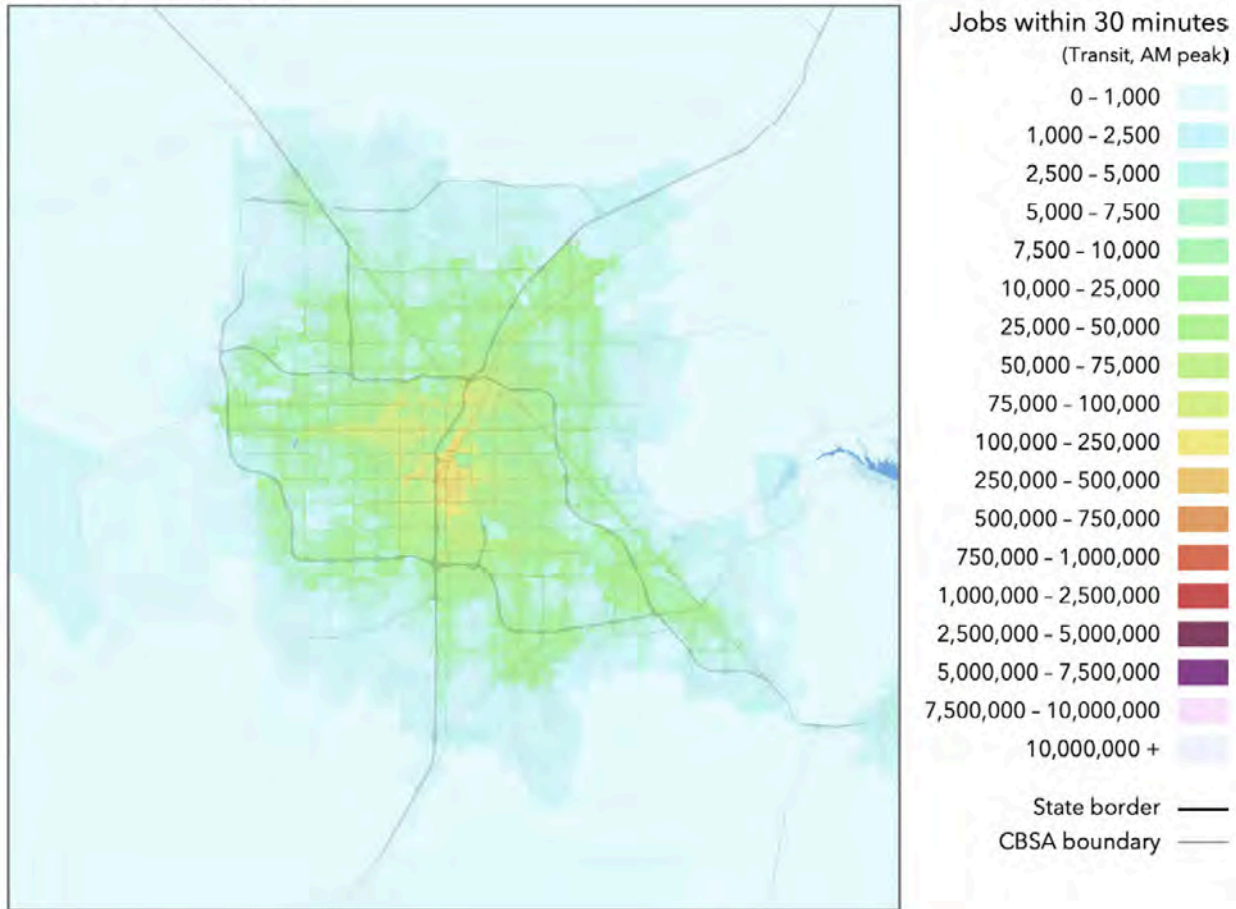 Jobs within 30 minutes
(Transit, AM peak)
0 – 1,000
1,000 – 2,500
2,500 – 5,000
5,000 – 7,500
7,500 – 10,000
10,000 – 25,000
25,000 – 50,000
50,000 – 75,000
75,000 – 100,000
100,000 – 250,000
250,000 – 500,000
500,000 – 750,000
750,000 – 1,000,000
1,000,000 – 2,500,000
2,500,000 – 5,000,000
5,000,000 – 7,500,000
7,500,000 – 10,000,000
10,000,000 +
State border
CBSA boundary